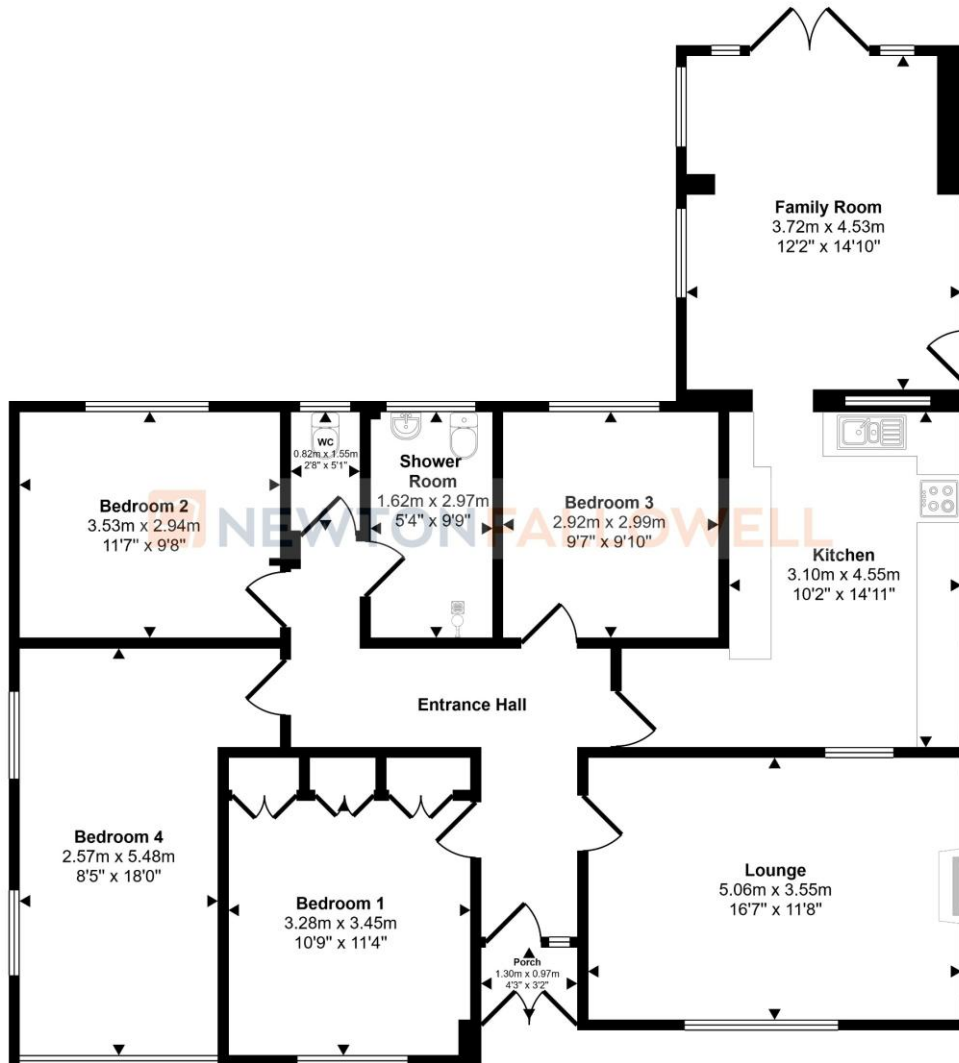 Family Room
3.72m x 4.53m
12'2" x 14'10"
WC
0.82m x 1.55m
2'8" x 5'1"
Shower
Room
1.62m x 2.97m
5'4" x 9'9"
Bedroom 2
3.53m x 2.94m
11'7" x 9'8"
Bedroom 3
2.92m x 2.99m
9'7" x 9'10"
NEWTONFALLOWELL
Kitchen
3.10m x 4.55m
10'2" x 14'11"
Entrance Hall
Bedroom 4
2.57m x 5.48m
8'5" x 18'0"
Bedroom 1
3.28m x 3.45m
10'9" x 11'4"
Lounge
5.06m x 3.55m
16'7" x 11'8"
Porch
1.30m x 0.97m
4'3" x 3'2"